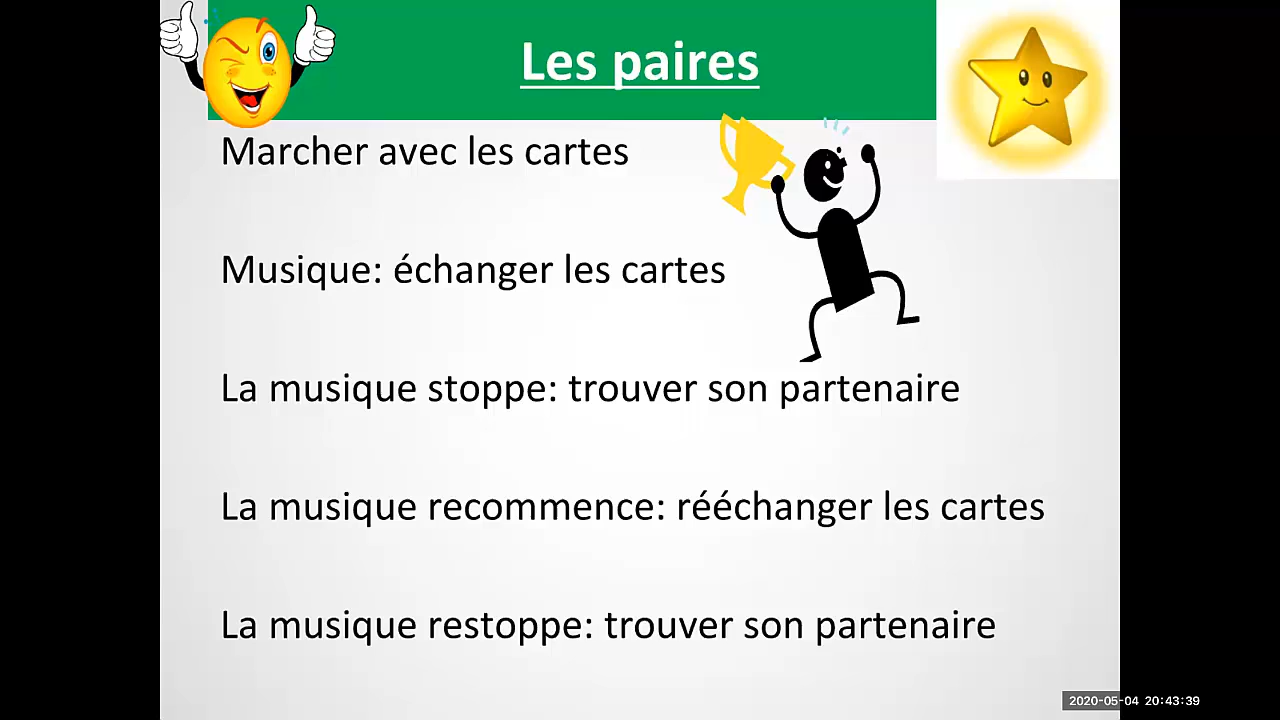 Les paires
Marcher avec les cartes
Musique: échanger les cartes
La musique stoppe: trouver son partenaire
La musique recommence: rééchanger les cartes
La musique restoppe: trouver son partenaire
2020-05-04 20:43:39